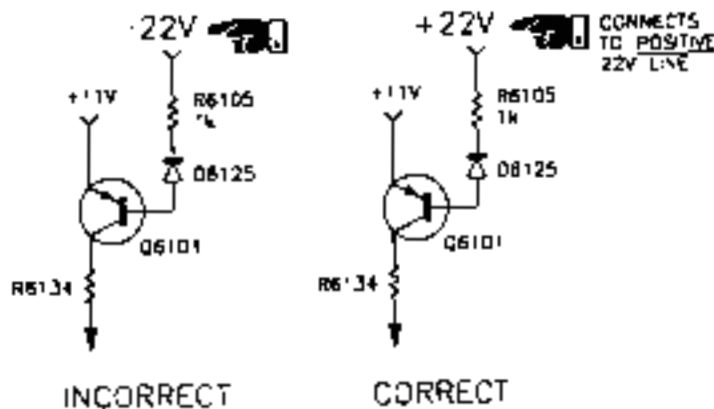 -22V
+11V
R6105
1k
D6125
Q6101
R6134
INCORRECT
+22V
CONNECTS
TO POSITIVE
22V LINE
+11V
R6105
1k
D6125
Q6101
R6134
CORRECT